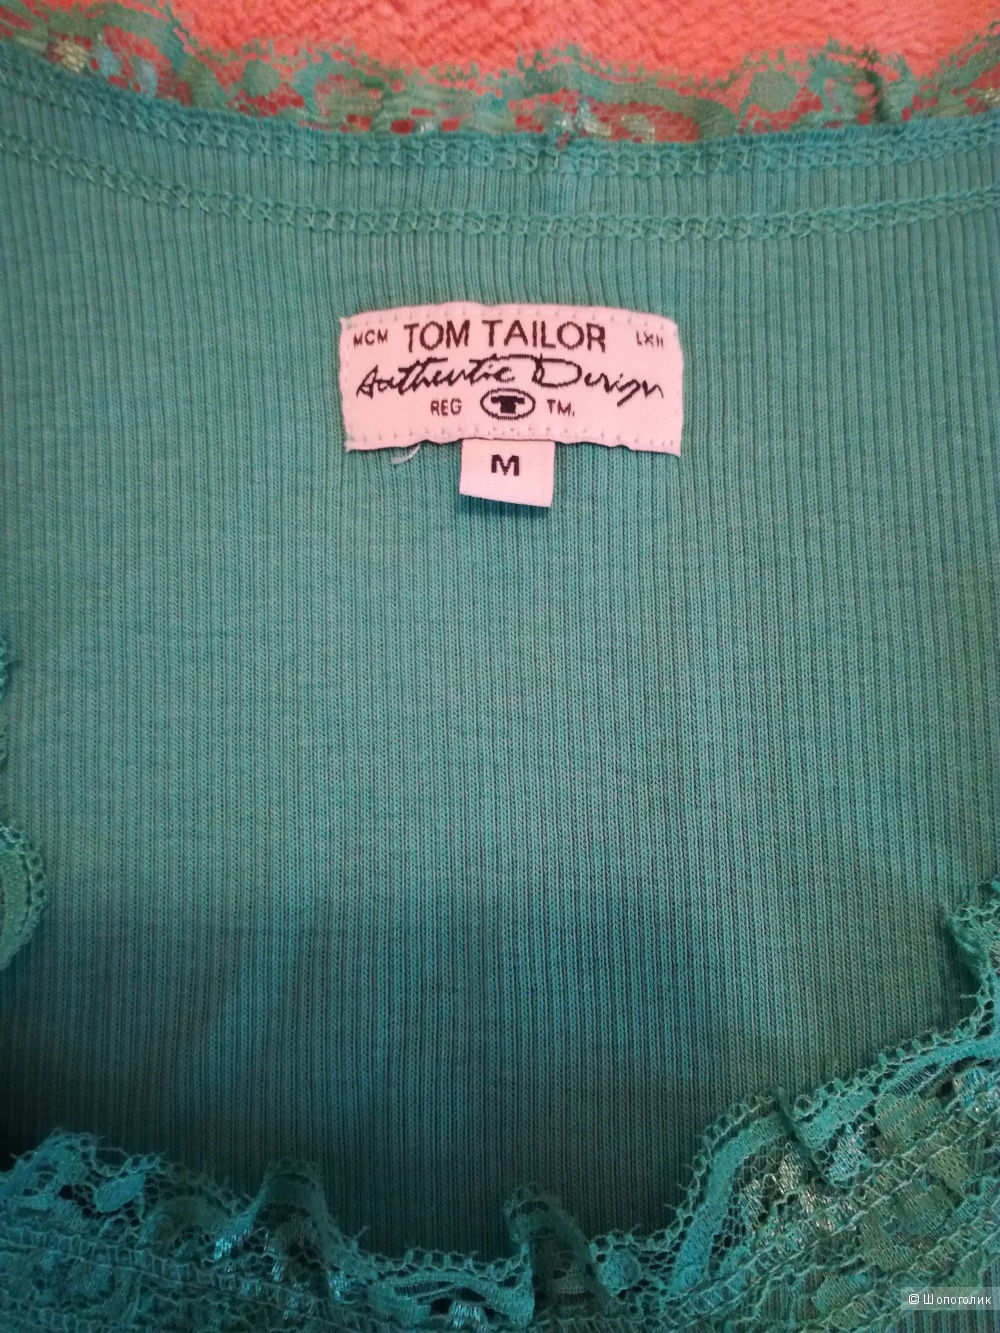 MCM TOM TAILOR LXII
Authentic Design
REG TM.
M
© Шопоголик